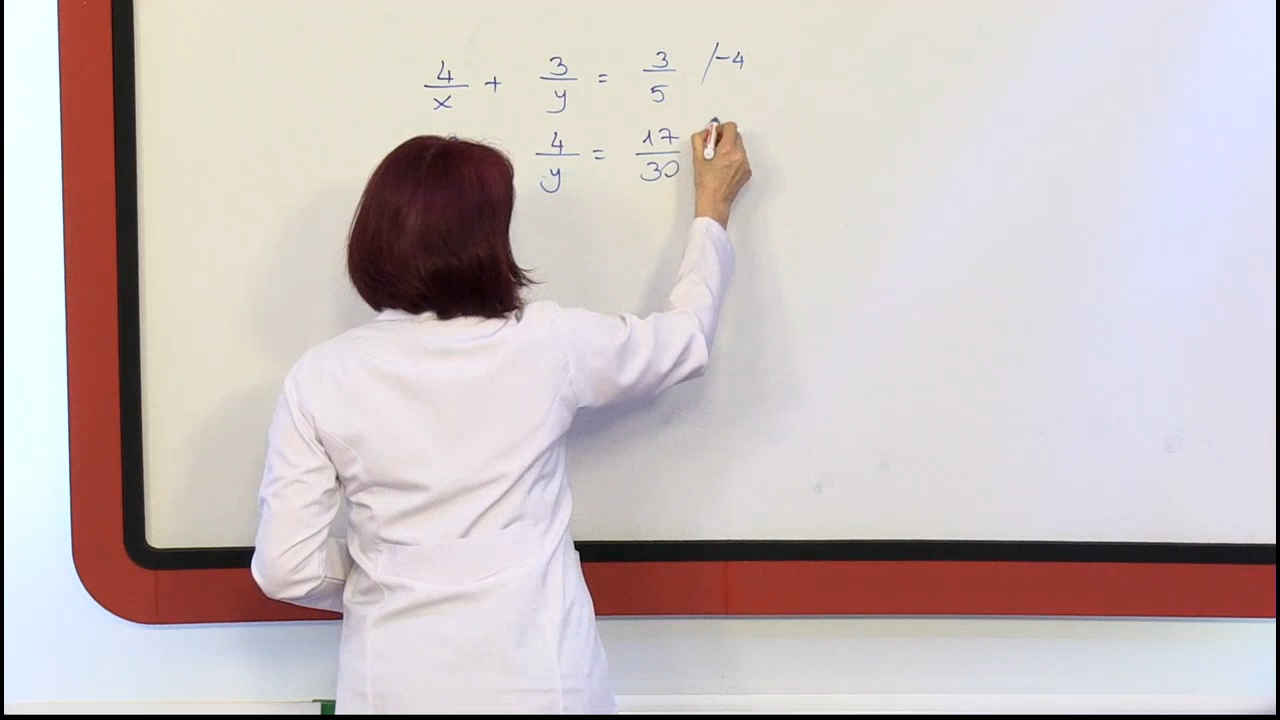 4/x + 3/y = 3/5 /-4
4/y = 17/30